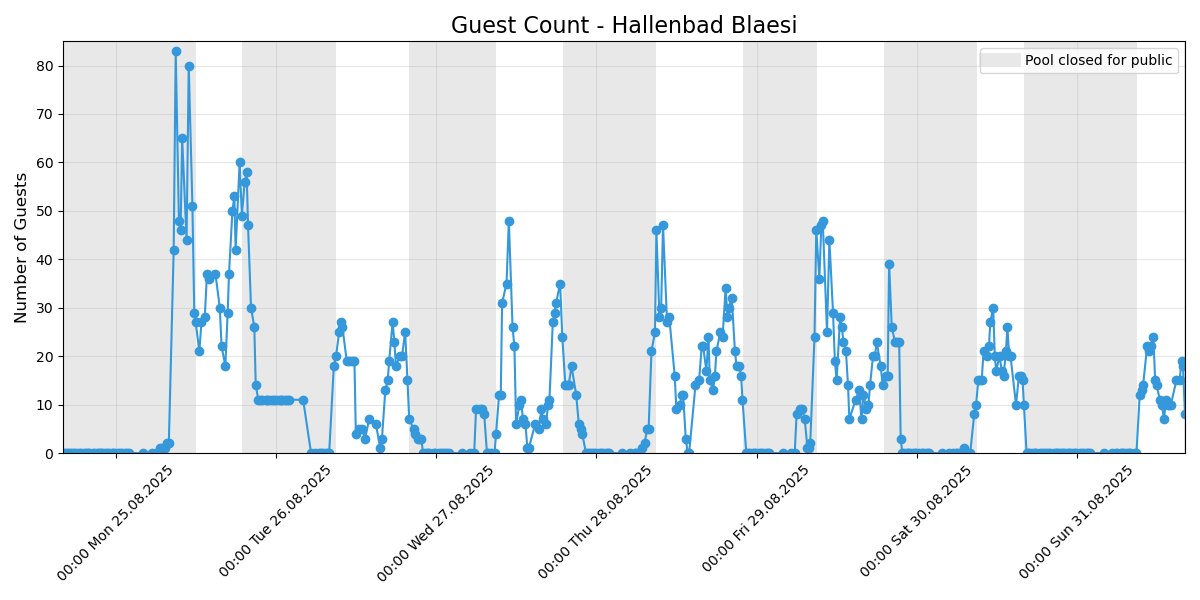 Guest Count - Hallenbad Blaesi
Pool closed for public
Number of Guests
80
70
60
50
40
30
20
10
0
00:00 Mon 25.08.2025
00:00 Tue 26.08.2025
00:00 Wed 27.08.2025
00:00 Thu 28.08.2025
00:00 Fri 29.08.2025
00:00 Sat 30.08.2025
00:00 Sun 31.08.2025